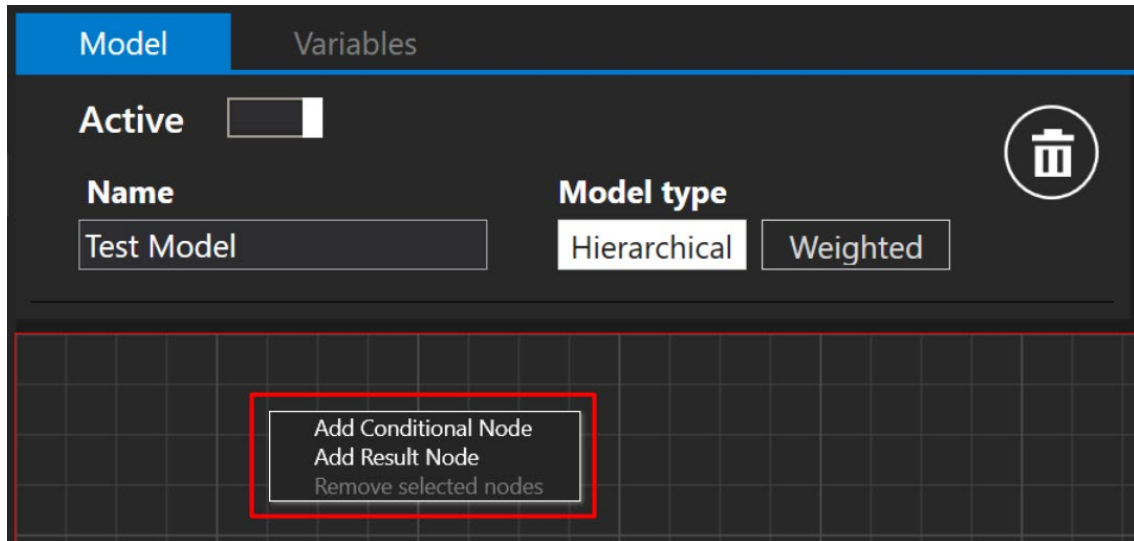 Model Variables
Active
Name Model type
Test Model Hierarchical Weighted
Add Conditional Node
Add Result Node
Remove selected nodes